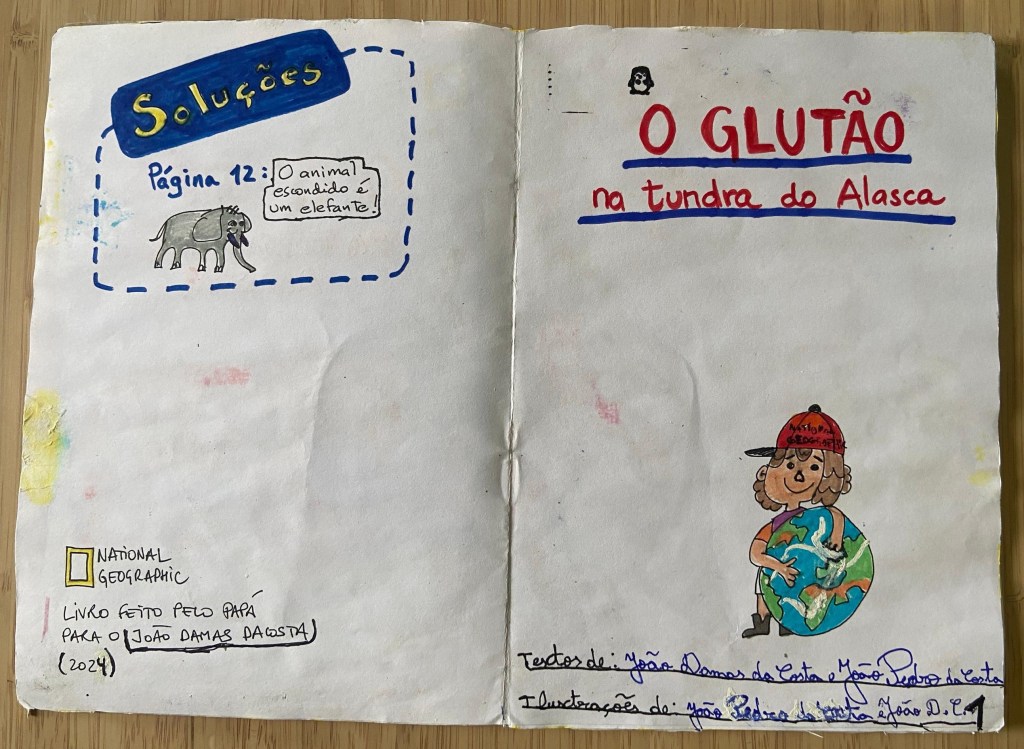 Soluções
Página 12:
O animal
escondido é
um elefante!
NATIONAL
GEOGRAPHIC
LIVRO FEITO PELO PAPÁ
PARA O JOÃO DAMAS DACOSTA
(2024)
O GLUTÃO
na tundra do Alasca
GEOGRAPHIC
Textos de: João Damas da Costa e João Pedro da Costa
Ilustrações de: João Pedro da e João D. C. 1